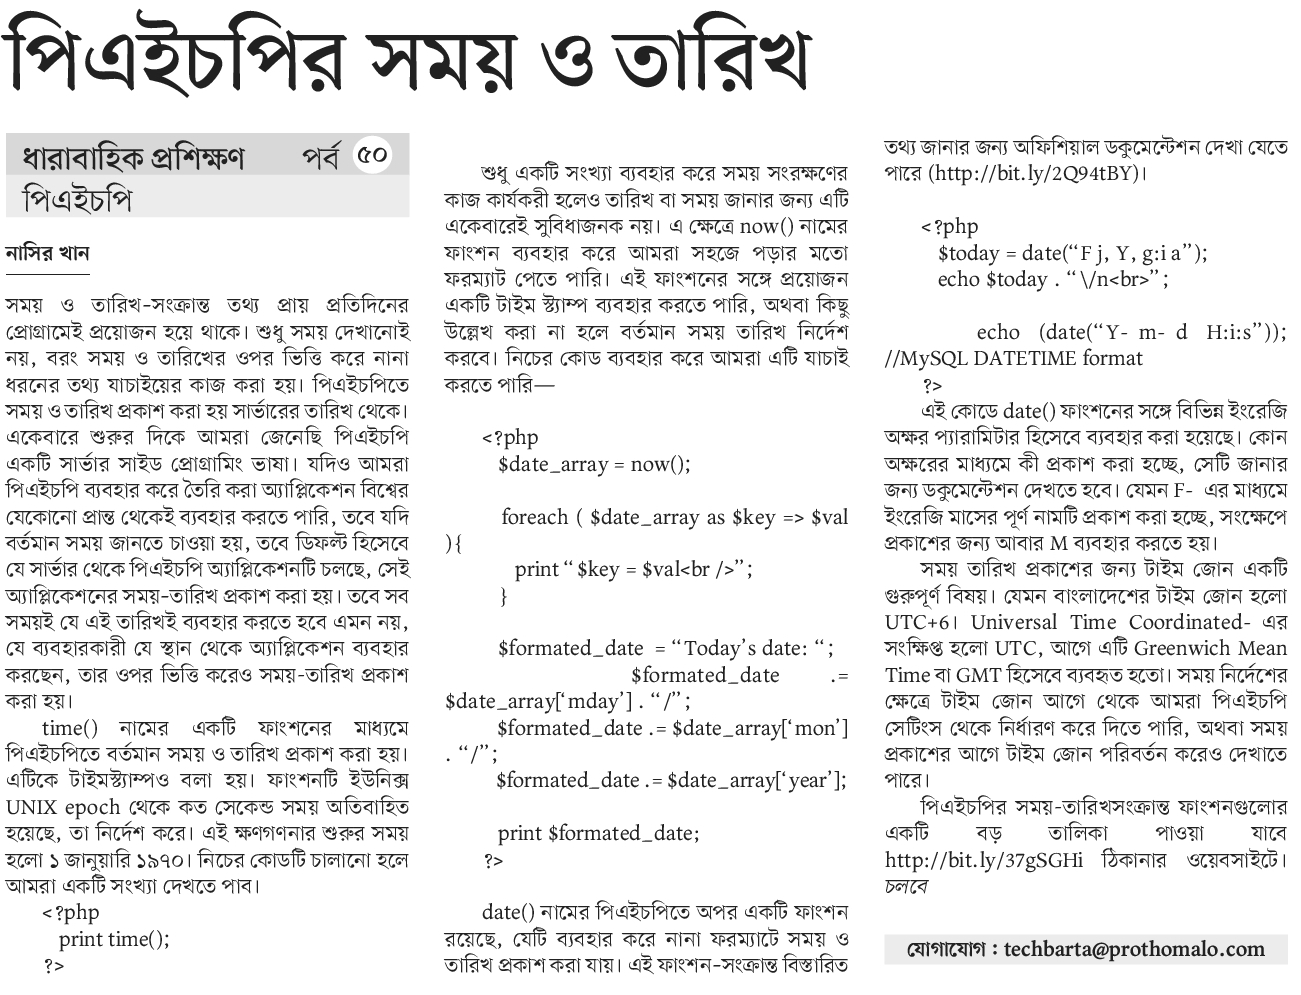 পিএইচপির সময় ও তারিখ
ধারাবাহিক প্রশিক্ষণ পর্ব ৫০
পিএইচপি
নাসির খান
সময় ও তারিখ-সংক্রান্ত তথ্য প্রায় প্রতিদিনের
প্রোগ্রামেই প্রয়োজন হয়ে থাকে। শুধু সময় দেখানোই
নয়, বরং সময় ও তারিখের ওপর ভিত্তি করে নানা
ধরনের তথ্য যাচাইয়ের কাজ করা হয়। পিএইচপিতে
সময় ও তারিখ প্রকাশ করা হয় সার্ভারের তারিখ থেকে।
একেবারে শুরুর দিকে আমরা জেনেছি পিএইচপি
একটি সার্ভার সাইড প্রোগ্রামিং ভাষা। যদিও আমরা
পিএইচপি ব্যবহার করে তৈরি করা অ্যাপ্লিকেশন বিশ্বের
যেকোনো প্রান্ত থেকেই ব্যবহার করতে পারি, তবে যদি
বর্তমান সময় জানতে চাওয়া হয়, তবে ডিফল্ট হিসেবে
যে সার্ভার থেকে পিএইচপি অ্যাপ্লিকেশনটি চলছে, সেই
অ্যাপ্লিকেশনের সময়-তারিখ প্রকাশ করা হয়। তবে সব
সময়ই যে এই তারিখই ব্যবহার করতে হবে এমন নয়,
যে ব্যবহারকারী যে স্থান থেকে অ্যাপ্লিকেশন ব্যবহার
করছেন, তার ওপর ভিত্তি করেও সময়-তারিখ প্রকাশ
করা হয়।
time() নামের একটি ফাংশনের মাধ্যমে
পিএইচপিতে বর্তমান সময় ও তারিখ প্রকাশ করা হয়।
এটিকে টাইমস্ট্যাম্পও বলা হয়। ফাংশনটি ইউনিক্স
UNIX epoch থেকে কত সেকেন্ড সময় অতিবাহিত
হয়েছে, তা নির্দেশ করে। এই ক্ষণগণনার শুরুর সময়
হলো ১ জানুয়ারি ১৯৭০। নিচের কোডটি চালানো হলে
আমরা একটি সংখ্যা দেখতে পাব।
<?php
print time();
?>
শুধু একটি সংখ্যা ব্যবহার করে সময় সংরক্ষণের
কাজ কার্যকরী হলেও তারিখ বা সময় জানার জন্য এটি
একেবারেই সুবিধাজনক নয়। এ ক্ষেত্রে now() নামের
ফাংশন ব্যবহার করে আমরা সহজে পড়ার মতো
ফরম্যাট পেতে পারি। এই ফাংশনের সঙ্গে প্রয়োজন
একটি টাইম স্ট্যাম্প ব্যবহার করতে পারি, অথবা কিছু
উল্লেখ করা না হলে বর্তমান সময় তারিখ নির্দেশ
করবে। নিচের কোড ব্যবহার করে আমরা এটি যাচাই
করতে পারি—
<?php
$date_array = now();
foreach ( $date_array as $key => $val
){
print “ $key = $val<br />”;
}
$formated_date = “Today’s date: “;
$formated_date .=
$date_array[‘mday’] . “/”;
$formated_date .= $date_array[‘mon’]
. “/”;
$formated_date .= $date_array[‘year’];
print $formated_date;
?>
date() নামের পিএইচপিতে অপর একটি ফাংশন
রয়েছে, যেটি ব্যবহার করে নানা ফরম্যাটে সময় ও
তারিখ প্রকাশ করা যায়। এই ফাংশন-সংক্রান্ত বিস্তারিত
তথ্য জানার জন্য অফিশিয়াল ডকুমেন্টেশন দেখা যেতে
পারে (http://bit.ly/2Q94tBY)।
<?php
$today = date(“F j, Y, g:i a”);
echo $today . “ \/n<br>”;
echo (date(“Y- m- d H:i:s”));
//MySQL DATETIME format
?>
এই কোডে date() ফাংশনের সঙ্গে বিভিন্ন ইংরেজি
অক্ষর প্যারামিটার হিসেবে ব্যবহার করা হয়েছে। কোন
অক্ষরের মাধ্যমে কী প্রকাশ করা হচ্ছে, সেটি জানার
জন্য ডকুমেন্টেশন দেখতে হবে। যেমন F- এর মাধ্যমে
ইংরেজি মাসের পূর্ণ নামটি প্রকাশ করা হচ্ছে, সংক্ষেপে
প্রকাশের জন্য আবার M ব্যবহার করতে হয়।
সময় তারিখ প্রকাশের জন্য টাইম জোন একটি
গুরুত্বপূর্ণ বিষয়। যেমন বাংলাদেশের টাইম জোন হলো
UTC+6। Universal Time Coordinated- এর
সংক্ষিপ্ত হলো UTC, আগে এটি Greenwich Mean
Time বা GMT হিসেবে ব্যবহৃত হতো। সময় নির্দেশের
ক্ষেত্রে টাইম জোন আগে থেকে আমরা পিএইচপি
সেটিংস থেকে নির্ধারণ করে দিতে পারি, অথবা সময়
প্রকাশের আগে টাইম জোন পরিবর্তন করেও দেখাতে
পারে।
পিএইচপির সময়-তারিখসংক্রান্ত ফাংশনগুলোর
একটি বড় তালিকা পাওয়া যাবে
http://bit.ly/37gSGHi ঠিকানার ওয়েবসাইটে।
চলবে
যোগাযোগ : techbarta@prothomalo.com